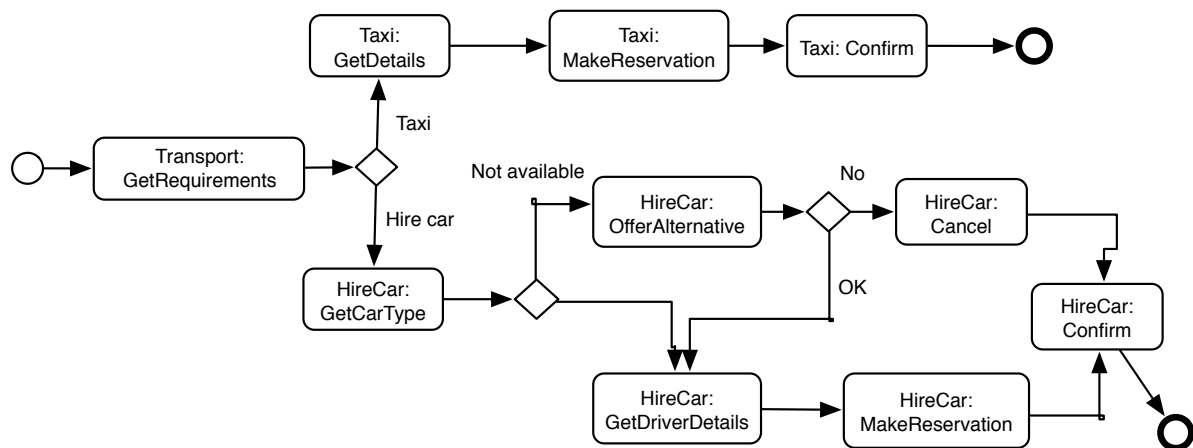 Taxi:
GetDetails
Taxi:
MakeReservation
Taxi: Confirm
Taxi
Transport:
GetRequirements
Not available
No
Hire car
HireCar:
OfferAlternative
HireCar:
Cancel
HireCar:
GetCarType
OK
HireCar:
Confirm
HireCar:
GetDriverDetails
HireCar:
MakeReservation